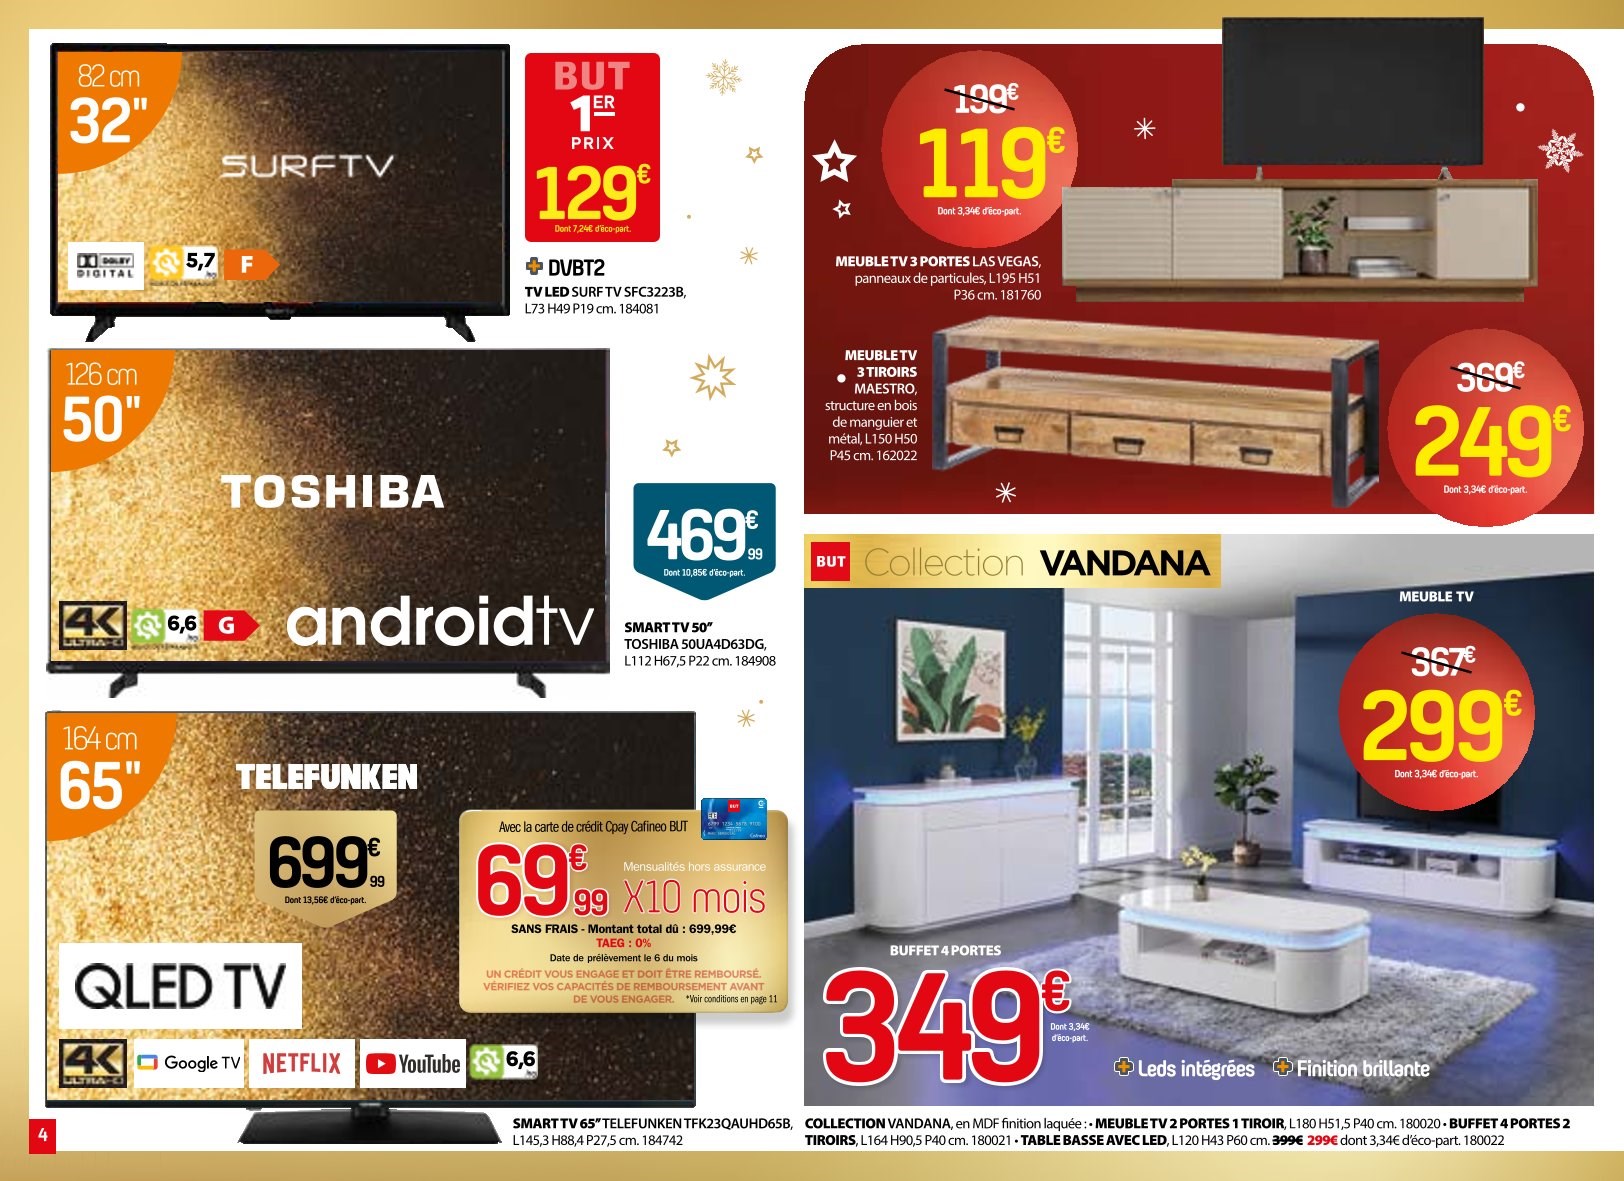 82 cm
32"
SURFTV
DOLBY
DIGITAL
5,7
F
BUT
1ER
PRIX
129€
Dont 7,24€ d'éco-part.
DVBT2
TV LED SURF TV SFC3223B,
L73 H49 P19 cm. 184081
126 cm
50"
TOSHIBA
4K
ULTRA-HD
6,6
G
androidtv
469€99
Dont 10,85€ d'éco-part.
SMART TV 50"
TOSHIBA 50UA4D63DG,
L112 H67,5 P22 cm. 184908
164 cm
65"
TELEFUNKEN
699€99
Dont 13,56€ d'éco-part.
BUT
Avec la carte de crédit Cpay Cafineo BUT
69€99
Mensualités hors assurance
X10 mois
SANS FRAIS - Montant total dû : 699,99€
TAEG : 0%
Date de prélèvement le 6 du mois
UN CRÉDIT VOUS ENGAGE ET DOIT ÊTRE REMBOURSÉ.
VÉRIFIEZ VOS CAPACITÉS DE REMBOURSEMENT AVANT
DE VOUS ENGAGER. *Voir conditions en page 11
QLED TV
4K
ULTRA-HD
Google TV
NETFLIX
YouTube
6,6
SMART TV 65" TELEFUNKEN TFK23QAUHD65B,
L145,3 H88,4 P27,5 cm. 184742
4
199€
119€
Dont 3,34€ d'éco-part.
MEUBLE TV 3 PORTES LAS VEGAS,
panneaux de particules, L195 H51
P36 cm. 181760
MEUBLE TV
3 TIROIRS
MAESTRO,
structure en bois
de manguier et
métal, L150 H50
P45 cm. 162022
369€
249€
Dont 3,34€ d'éco-part.
BUT Collection VANDANA
MEUBLE TV
367€
299€
Dont 3,34€ d'éco-part.
BUFFET 4 PORTES
349€
Dont 3,34€
d'éco-part.
Leds intégrées
Finition brillante
COLLECTION VANDANA, en MDF finition laquée : • MEUBLE TV 2 PORTES 1 TIROIR, L180 H51,5 P40 cm. 180020 • BUFFET 4 PORTES 2
TIROIRS, L164 H90,5 P40 cm. 180021 • TABLE BASSE AVEC LED, L120 H43 P60 cm. 399€ 299€ dont 3,34€ d'éco-part. 180022